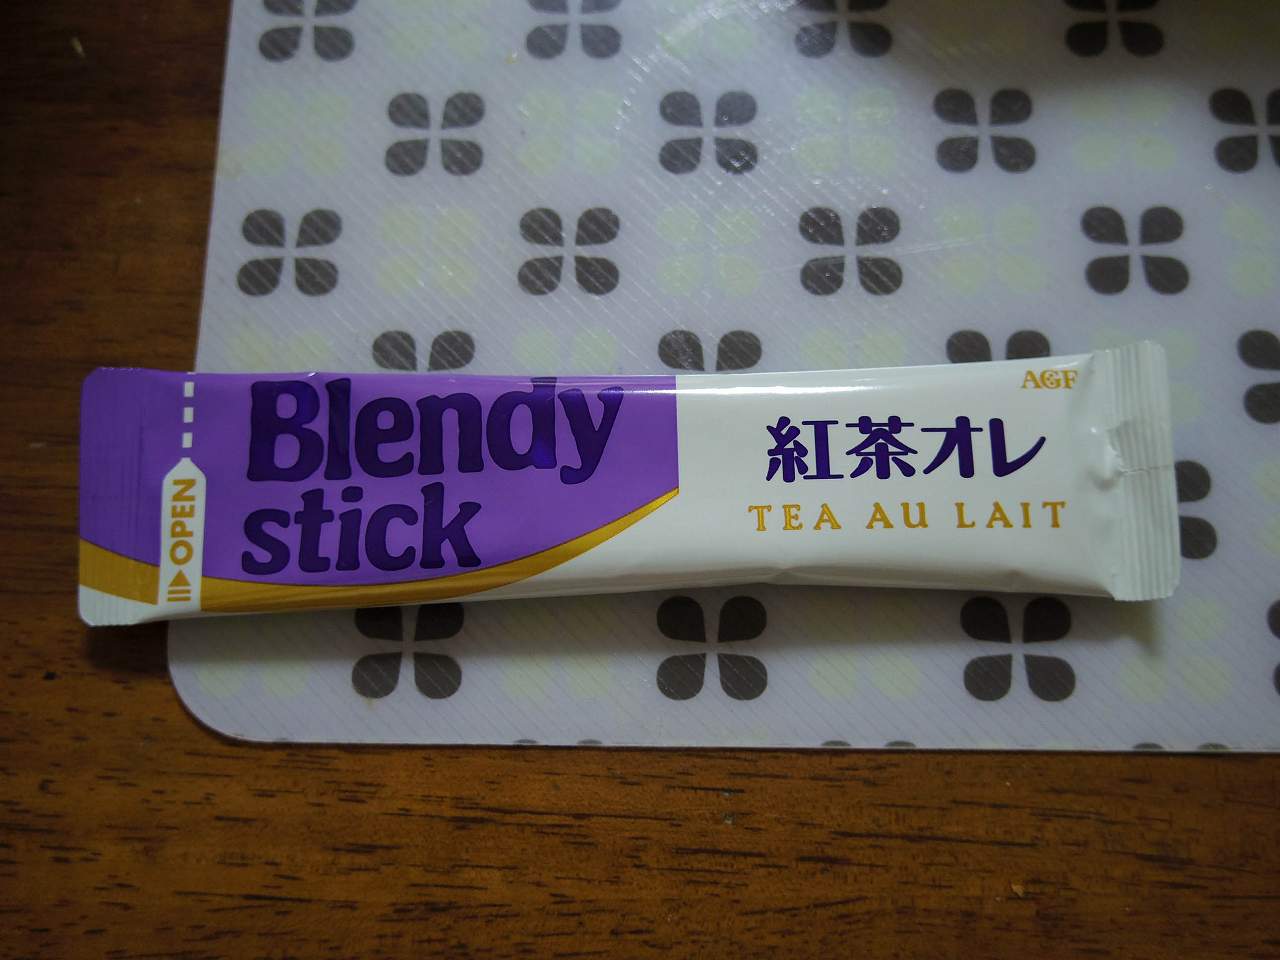 OPEN
Blendy
stick
AGF
紅茶オレ
TEA AU LAIT